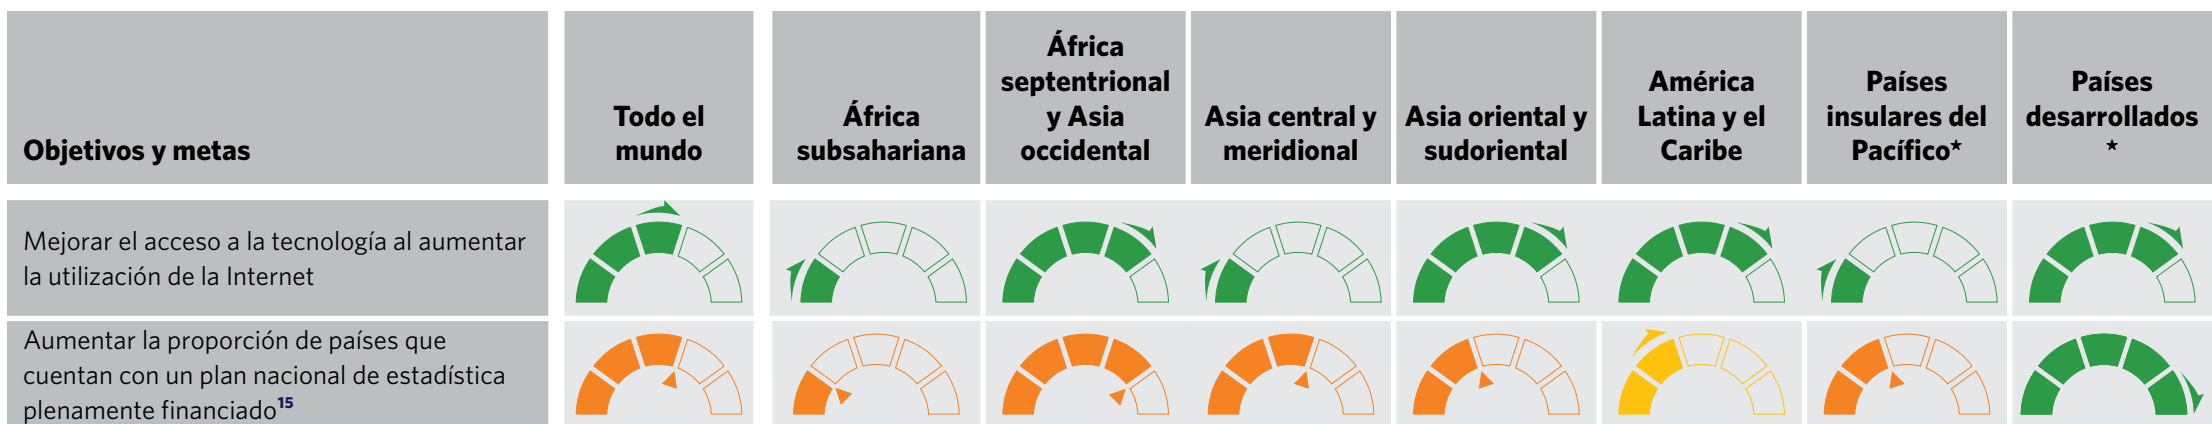 Objetivos y metas
Todo el
mundo
África
subsahariana
África
septentrional
y Asia
occidental
Asia central y
meridional
Asia oriental y
sudoriental
América
Latina y el
Caribe
Países
insulares del
Pacífico★
Países
desarrollados
★
Mejorar el acceso a la tecnología al aumentar
la utilización de la Internet
Aumentar la proporción de países que
cuentan con un plan nacional de estadística
plenamente financiado15